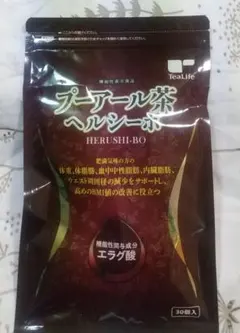 TeaLife
機能性表示食品
プーアール茶
ヘルシーボ
HERUSHI-BO
肥満気味の方の
体重、体脂肪、血中中性脂肪、内臓脂肪、
ウエスト周囲径の減少をサポートし、
高めのBMI値の改善に役立つ
機能性関与成分
エラグ酸
30個入